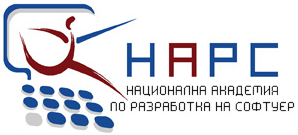 НАРС
НАЦИОНАЛНА АКАДЕМИЯ
ПО РАЗРАБОТКА НА СОФТУЕР